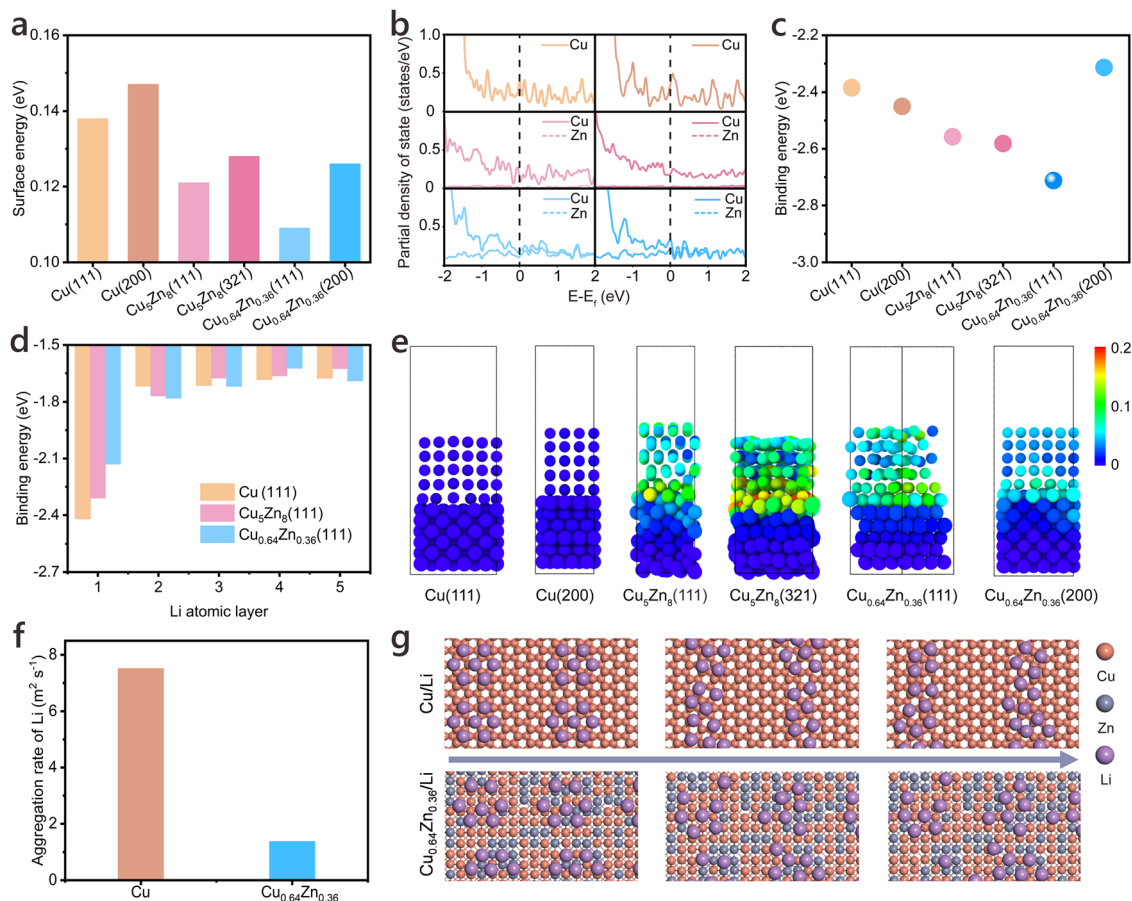 a
0.16
0.14
0.12
0.10
Surface energy (eV)
Cu(111)
Cu(200)
Cu5Zn8(111)
Cu5Zn8(321)
Cu0.64Zn0.36(111)
Cu0.64Zn0.36(200)
b
Partial density of state (states/eV)
1.0
0.5
0
0.5
0
0.5
Cu
Cu
Cu
Zn
Cu
Zn
Cu
Zn
Cu
Zn
-2 -1 0 1 2 -1 0 1 2
E-Ef (eV)
c
-2.2
-2.4
-2.6
-2.8
-3.0
Binding energy (eV)
Cu(111)
Cu(200)
Cu5Zn8(111)
Cu5Zn8(321)
Cu0.64Zn0.36(111)
Cu0.64Zn0.36(200)
d
-1.5
-1.8
-2.1
-2.4
-2.7
Binding energy (eV)
Cu (111)
Cu5Zn8(111)
Cu0.64Zn0.36(111)
1 2 3 4 5
Li atomic layer
e
0.2
0.1
0
Cu(111) Cu(200) Cu5Zn8(111) Cu5Zn8(321) Cu0.64Zn0.36(111) Cu0.64Zn0.36(200)
f
8
6
4
2
0
Aggregation rate of Li (m2 s-1)
Cu Cu0.64Zn0.36
g
Cu/Li
Cu0.64Zn0.36/Li
Cu
Zn
Li